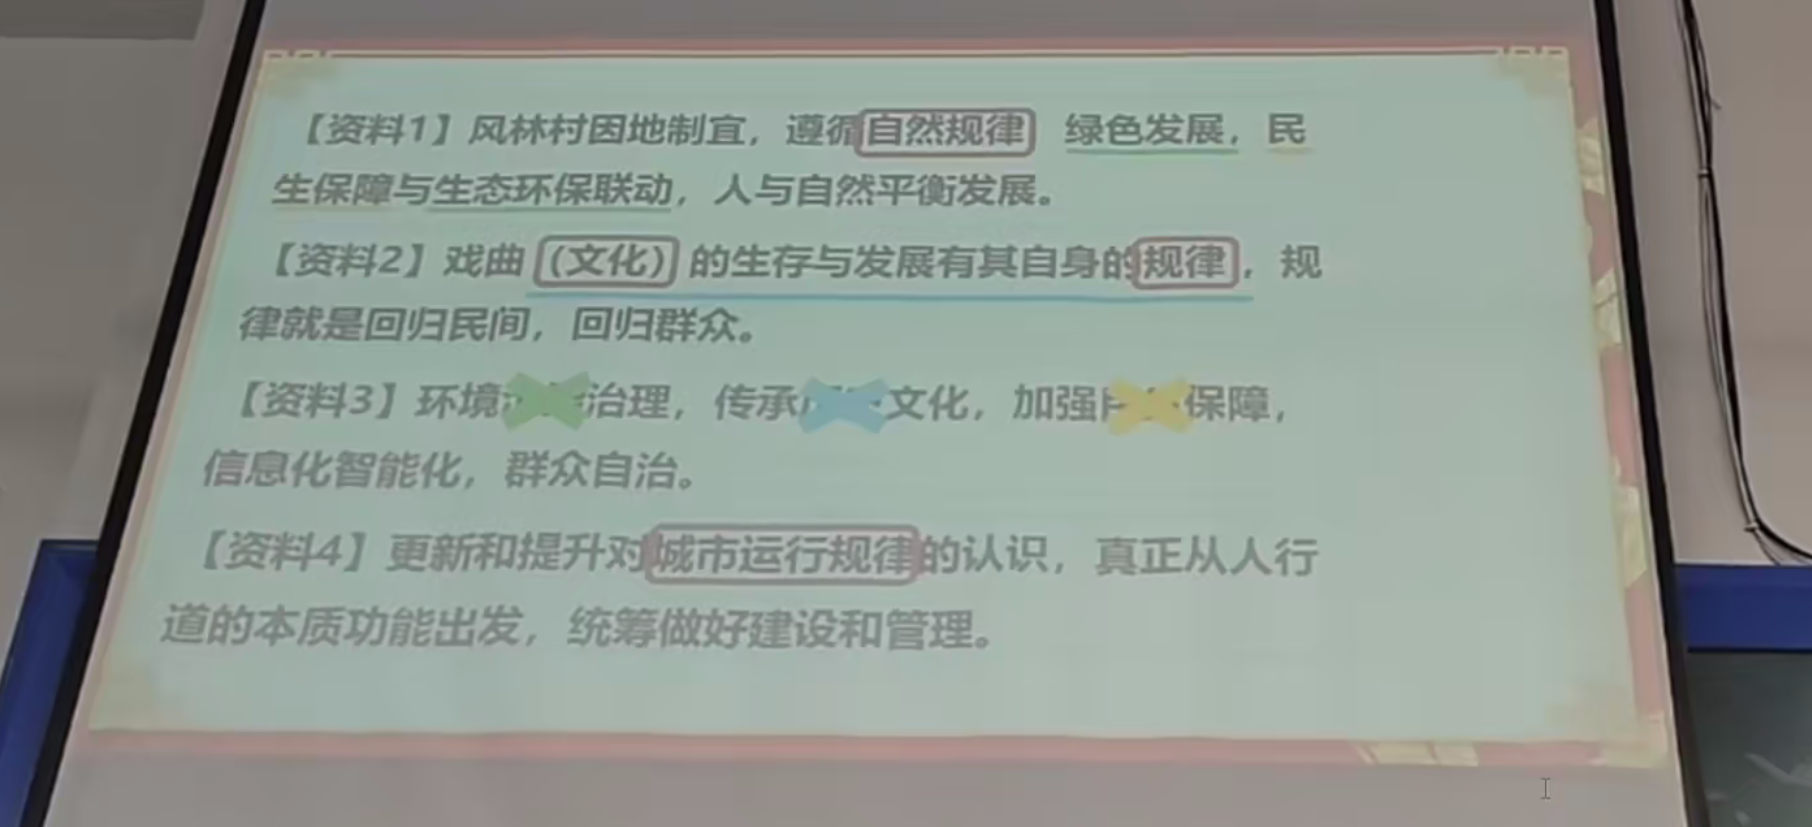 【资料1】风林村因地制宜，遵循自然规律 绿色发展，民
生保障与生态环保联动，人与自然平衡发展。
【资料2】戏曲（文化）的生存与发展有其自身的规律，规
律就是回归民间，回归群众。
【资料3】环境治理，传承文化，加强保障，
信息化智能化，群众自治。
【资料4】更新和提升对城市运行规律的认识，真正从人行
道的本质功能出发，统筹做好建设和管理。